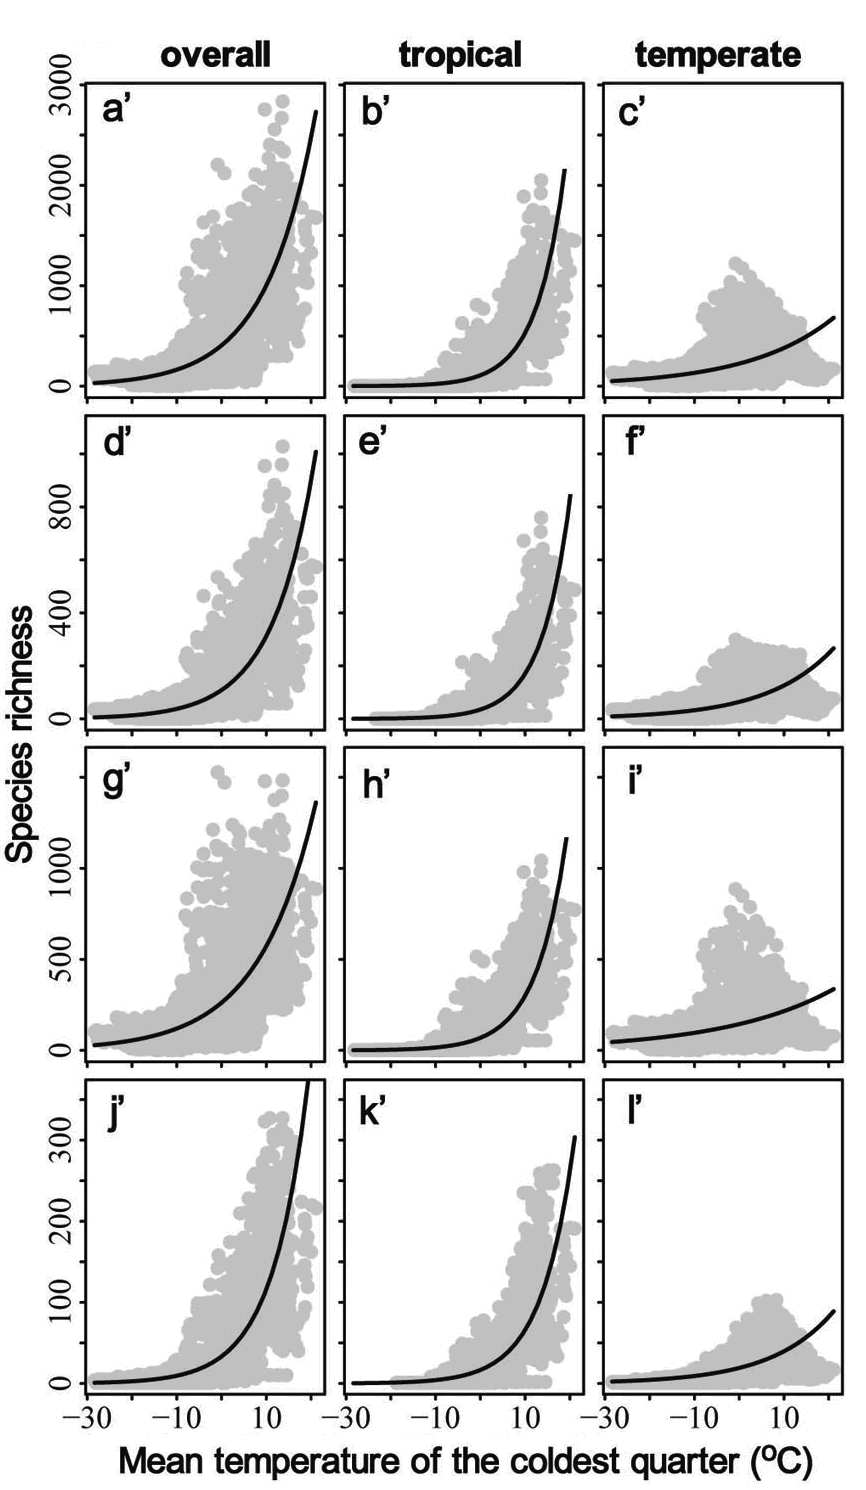 overall tropical temperate
a’ b’ c’
3000
2000
1000
0
d’ e’ f’
800
400
0
Species richness
g’ h’ i’
1000
500
0
j’ k’ l’
300
200
100
0
−30 −10 10 −30 −10 10 −30 −10 10
Mean temperature of the coldest quarter (ºC)